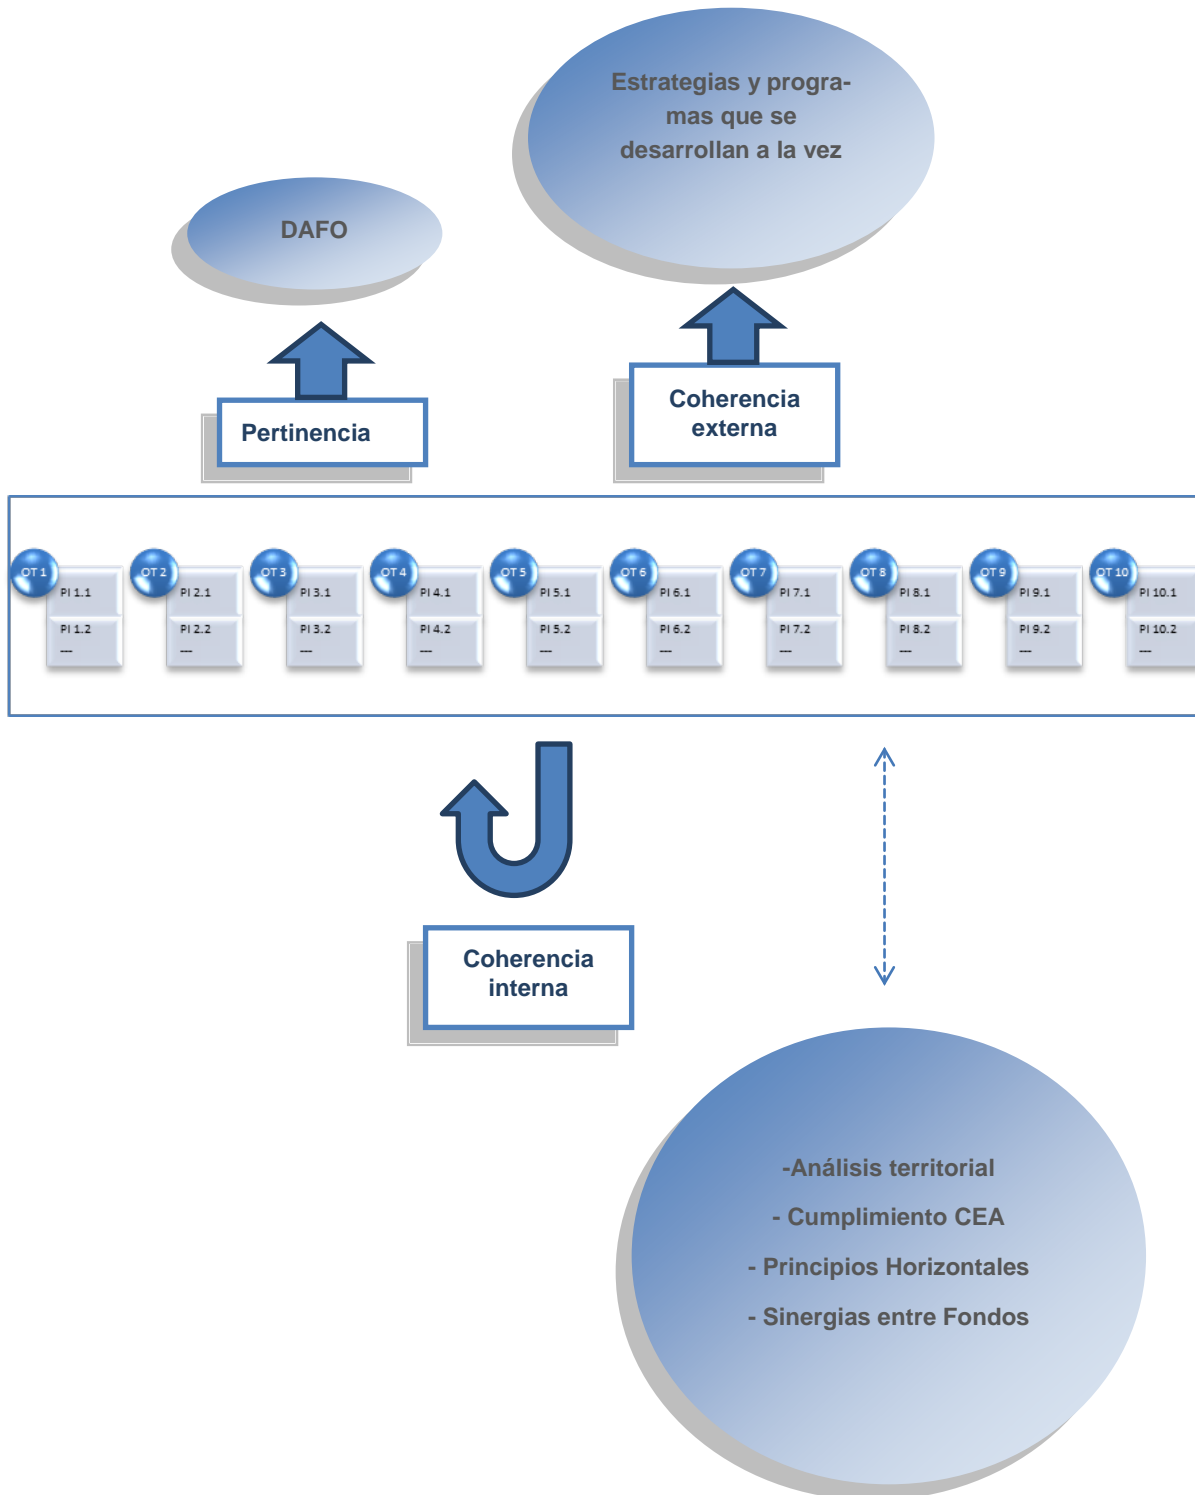 Estrategias y progra-
mas que se
desarrollan a la vez
DAFO
Coherencia
externa
Pertinencia
OT 1
PI 1.1
PI 1.2
---
OT 2
PI 2.1
PI 2.2
---
OT 3
PI 3.1
PI 3.2
---
OT 4
PI 4.1
PI 4.2
---
OT 5
PI 5.1
PI 5.2
---
OT 6
PI 6.1
PI 6.2
---
OT 7
PI 7.1
PI 7.2
---
OT 8
PI 8.1
PI 8.2
---
OT 9
PI 9.1
PI 9.2
---
OT 10
PI 10.1
PI 10.2
---
Coherencia
interna
-Análisis territorial
- Cumplimiento CEA
- Principios Horizontales
- Sinergias entre Fondos